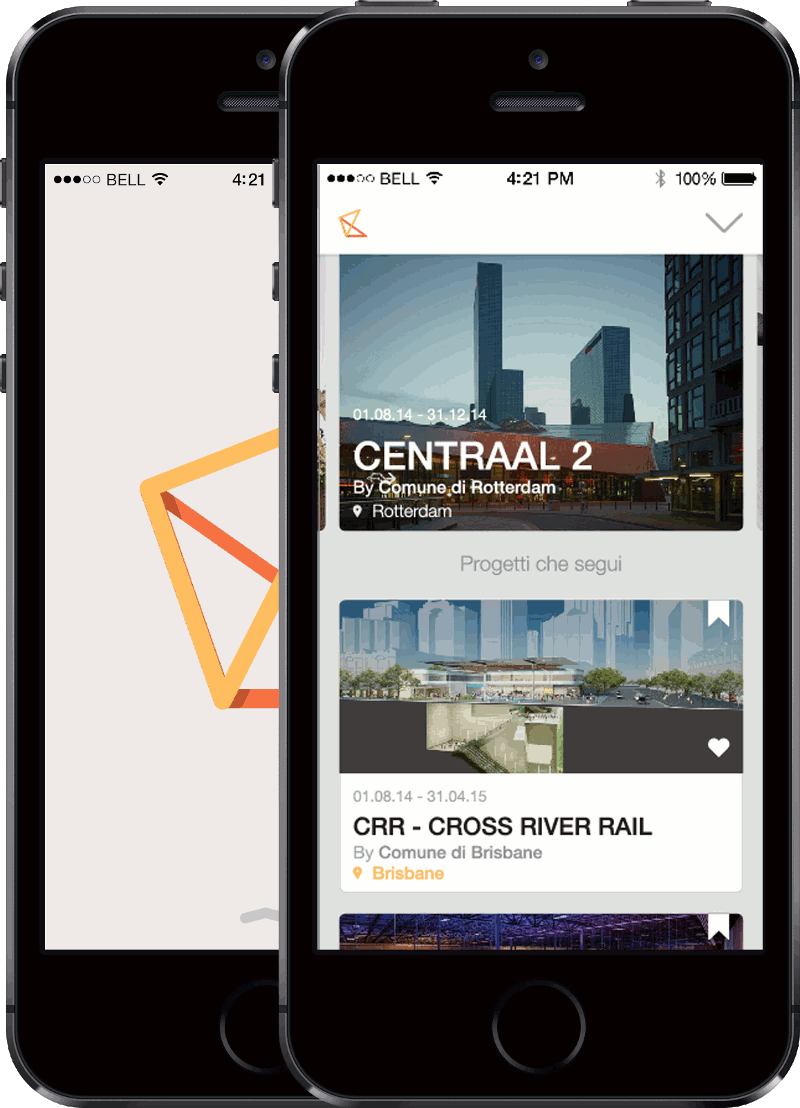 BELL 4:21
BELL 4:21 PM 100%
01.08.14 - 31.12.14
CENTRAAL 2
By Comune di Rotterdam
Rotterdam
Progetti che segui
01.08.14 - 31.04.15
CRR - CROSS RIVER RAIL
By Comune di Brisbane
Brisbane